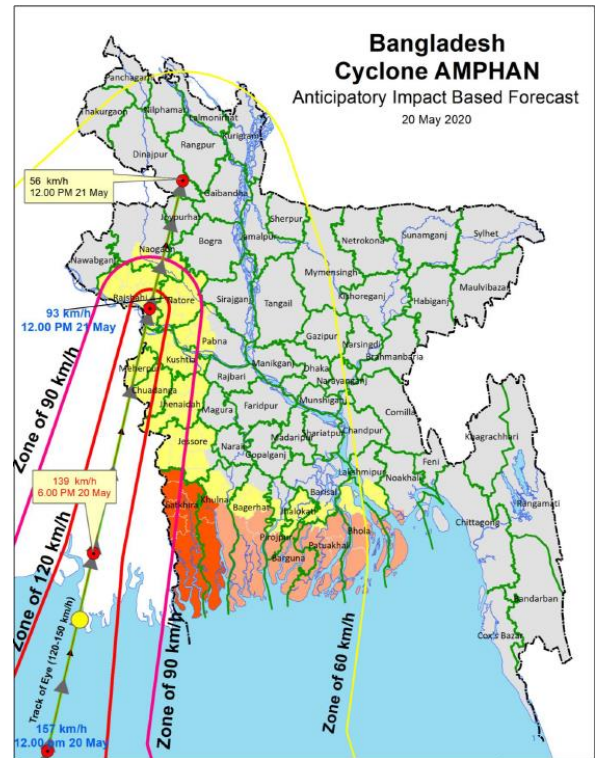 Bangladesh
Cyclone AMPHAN
Anticipatory Impact Based Forecast
20 May 2020
Panchagarh
Thakurgaon
Nilphamari
Lalmonirhat
Kurigram
Rangpur
Dinajpur
56 km/h
12.00 PM 21 May
Gaibandha
Joypurhat
Sherpur
Naogaon
Bogra
Jamalpur
Netrokona
Sunamganj
Sylhet
Nawabganj
Mymensingh
Maulvibazar
Rajshahi
Natore
Sirajganj
Tangail
Kishoreganj
Habiganj
93 km/h
12.00 PM 21 May
Pabna
Gazipur
Narsingdi
Brahmanbaria
Meherpur
Kushtia
Manikganj
Dhaka
Rajbari
Narayanganj
Chuadanga
Jhenaidah
Magura
Faridpur
Munshiganj
Comilla
Shariatpur
Chandpur
Jessore
Narail
Madaripur
Gopalganj
Khagrachhari
Lakshmipur
Feni
Noakhali
Satkhira
Khulna
Bagerhat
Barisal
Jhalokati
Rangamati
139 km/h
6.00 PM 20 May
Pirojpur
Bhola
Patuakhali
Barguna
Chittagong
Bandarban
Cox's Bazar
Zone of 90 km/h
Zone of 120 km/h
Track of Eye (120-150 km/h)
Zone of 90 km/h
Zone of 60 km/h
157 km/h
12.00 pm 20 May